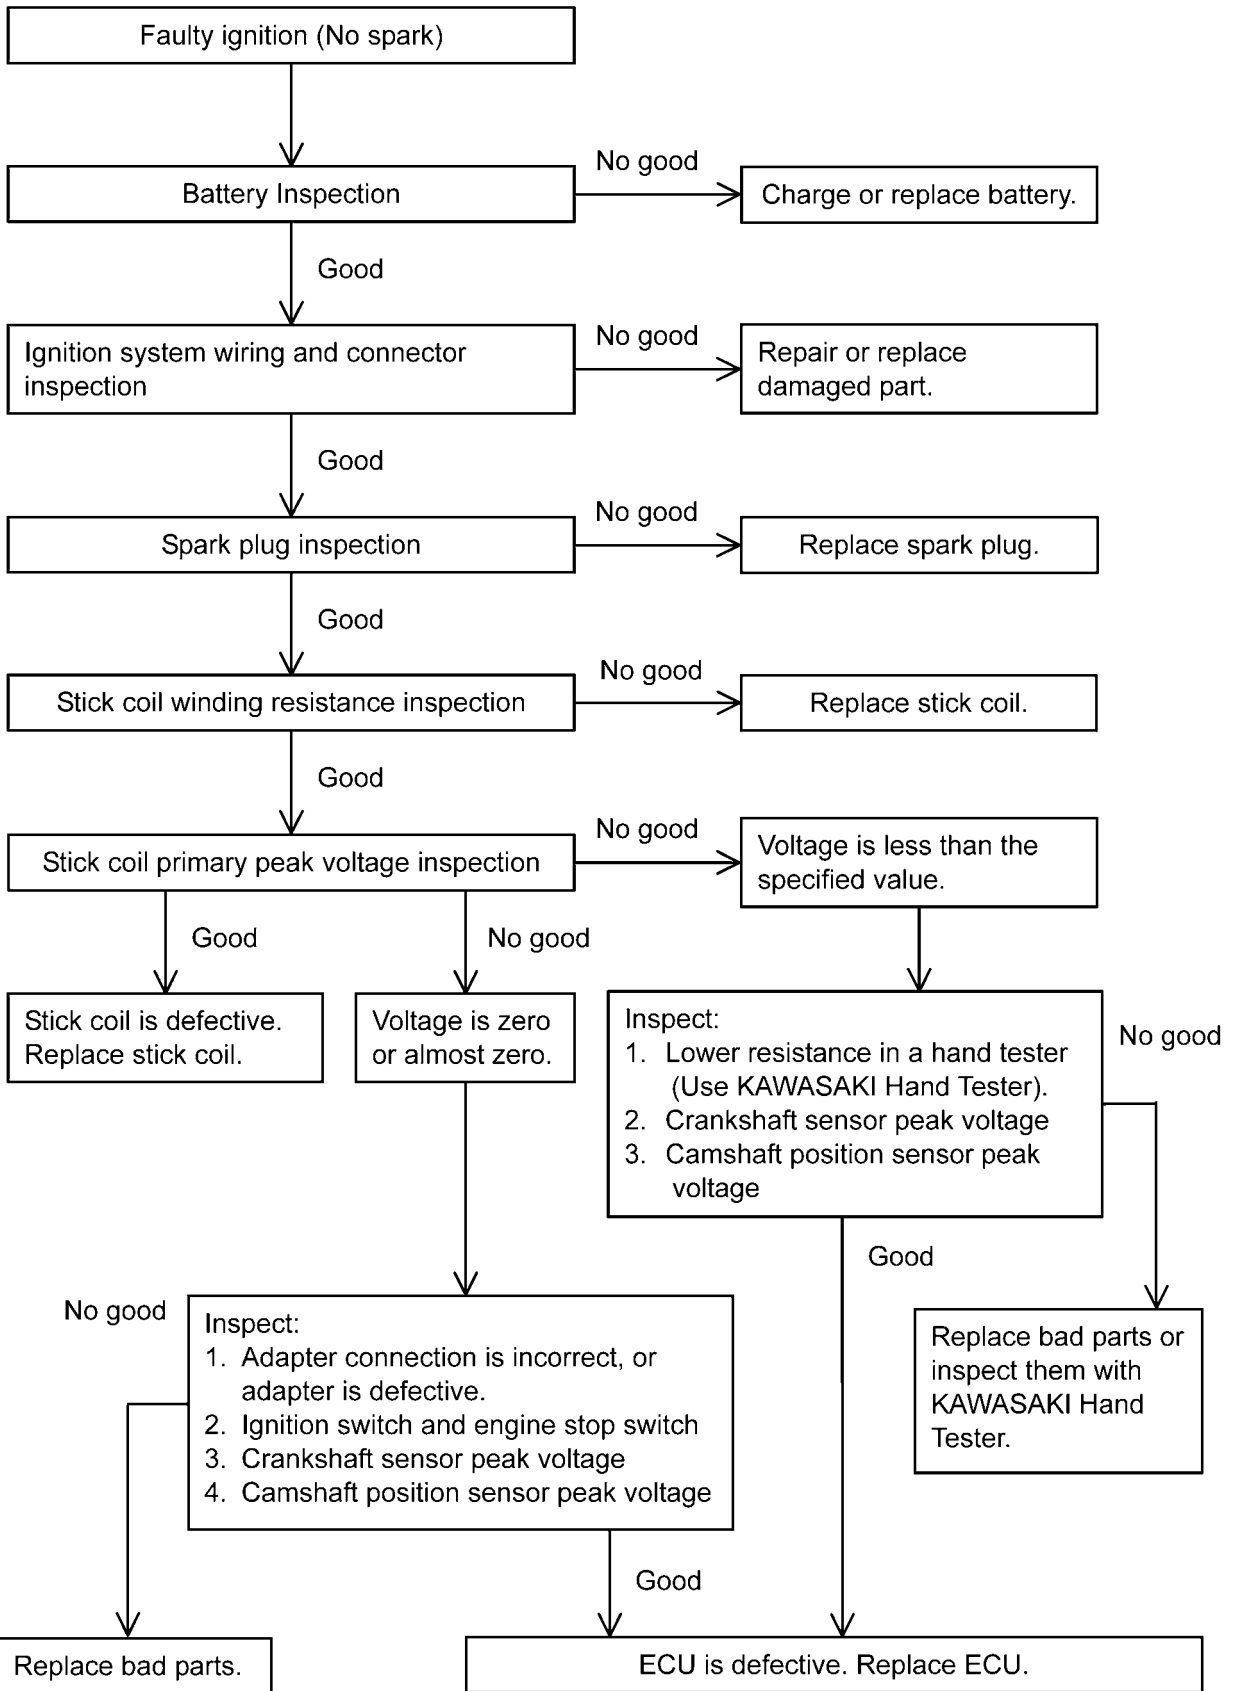 Faulty ignition (No spark)
No good
Battery Inspection
Charge or replace battery.
Good
No good
Ignition system wiring and connector
inspection
Repair or replace
damaged part.
Good
No good
Spark plug inspection
Replace spark plug.
Good
No good
Stick coil winding resistance inspection
Replace stick coil.
Good
No good
Stick coil primary peak voltage inspection
Voltage is less than the
specified value.
Good
No good
Stick coil is defective.
Replace stick coil.
Voltage is zero
or almost zero.
Inspect:
1. Lower resistance in a hand tester
(Use KAWASAKI Hand Tester).
2. Crankshaft sensor peak voltage
3. Camshaft position sensor peak
voltage
No good
Good
No good
Inspect:
1. Adapter connection is incorrect, or
adapter is defective.
2. Ignition switch and engine stop switch
3. Crankshaft sensor peak voltage
4. Camshaft position sensor peak voltage
Replace bad parts or
inspect them with
KAWASAKI Hand
Tester.
Good
Replace bad parts.
ECU is defective. Replace ECU.